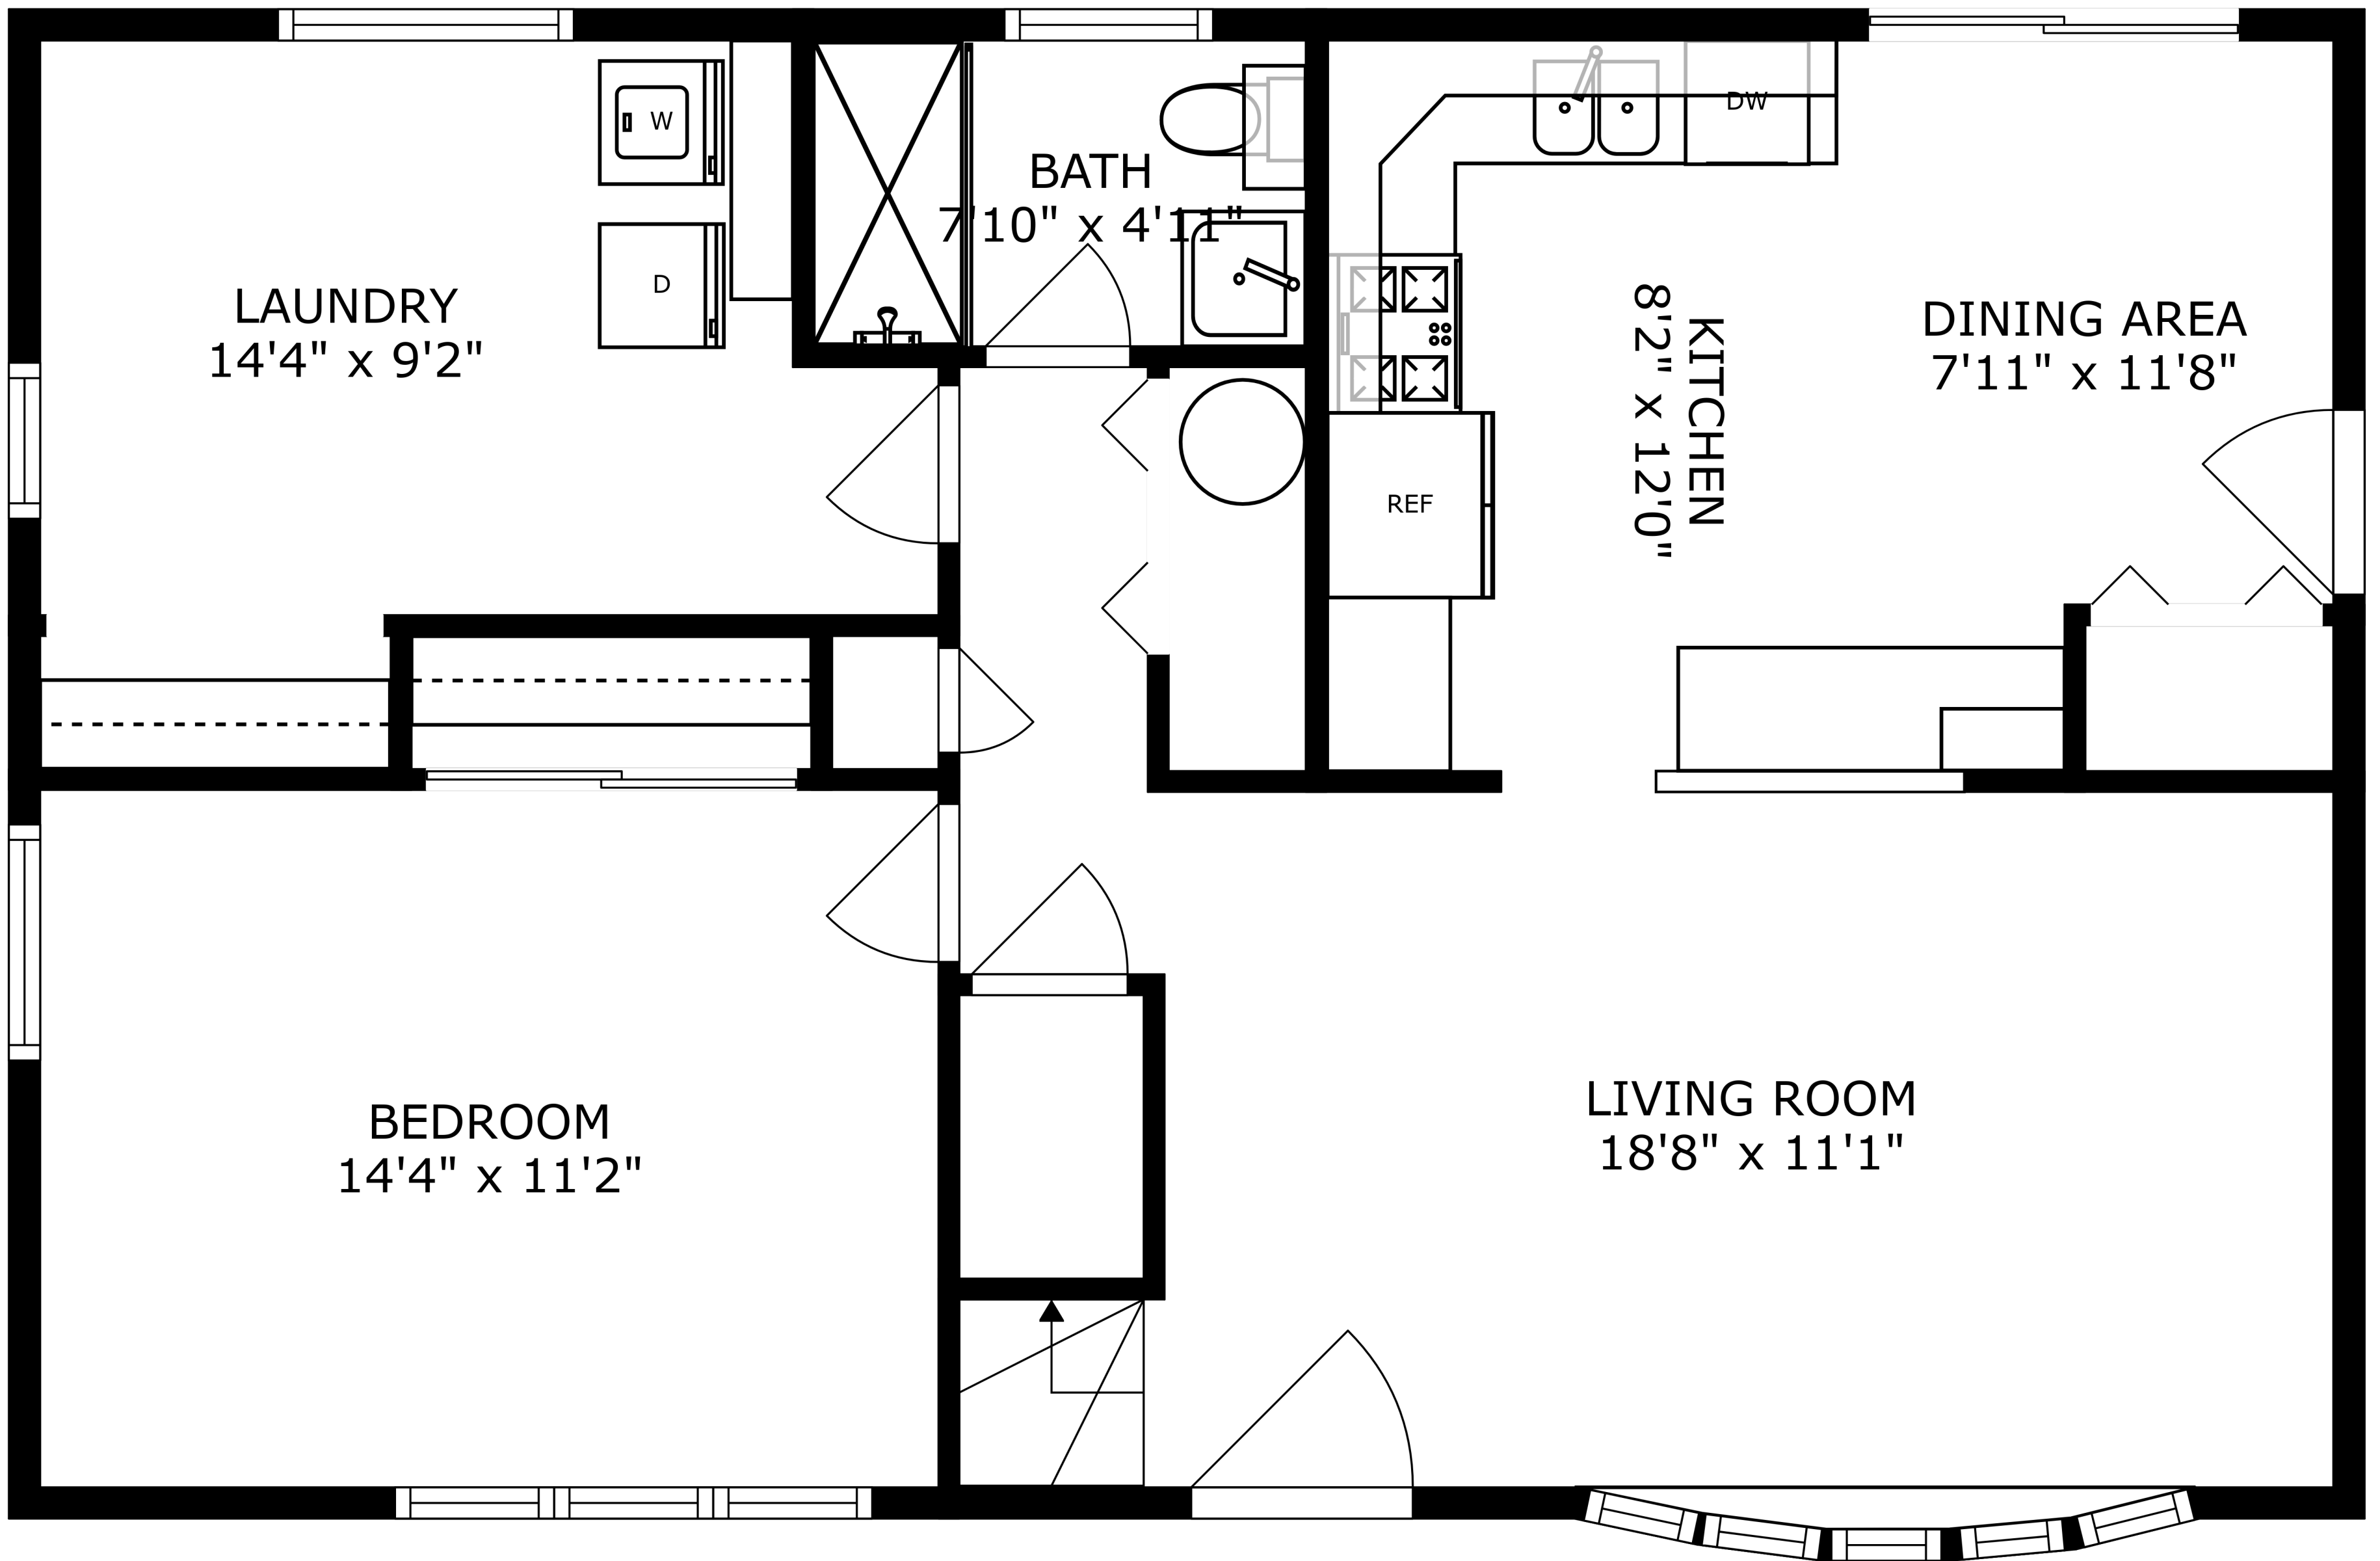 W
DW
BATH
7'10" x 4'11"
D
LAUNDRY
14'4" x 9'2"
KITCHEN
8'2" x 12'0"
DINING AREA
7'11" x 11'8"
REF
BEDROOM
14'4" x 11'2"
LIVING ROOM
18'8" x 11'1"